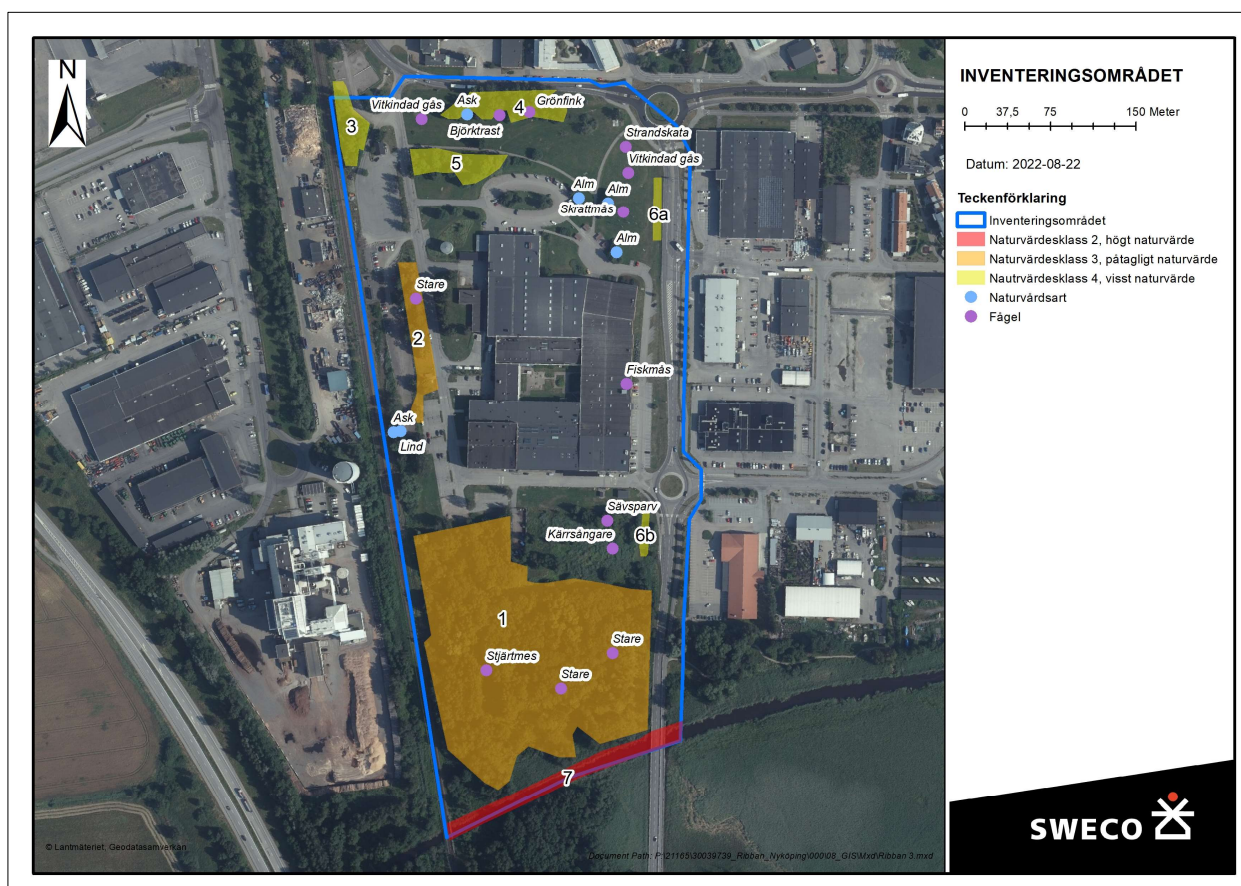 N
3
Vitkindad gås
Ask
4
Grönfink
Björktrast
Strandskata
Vitkindad gås
5
Alm
Alm
Skrattmås
6a
Alm
Stare
2
Fiskmås
Ask
Lind
Sävsparv
Kärrsångare
6b
1
Stare
Stjärtmes
Stare
7
© Lantmäteriet, Geodatasamverkan
Document Path: P:\21165\30039739_Ribban_Nyköping\000\08_GIS\Mxd\Ribban 3.mxd
INVENTERINGSOMRÅDET
0 37,5 75 150 Meter
Datum: 2022-08-22
Teckenförklaring
Inventeringsområdet
Naturvärdesklass 2, högt naturvärde
Naturvärdesklass 3, påtagligt naturvärde
Nautrvärdesklass 4, visst naturvärde
Naturvårdsart
Fågel
SWECO